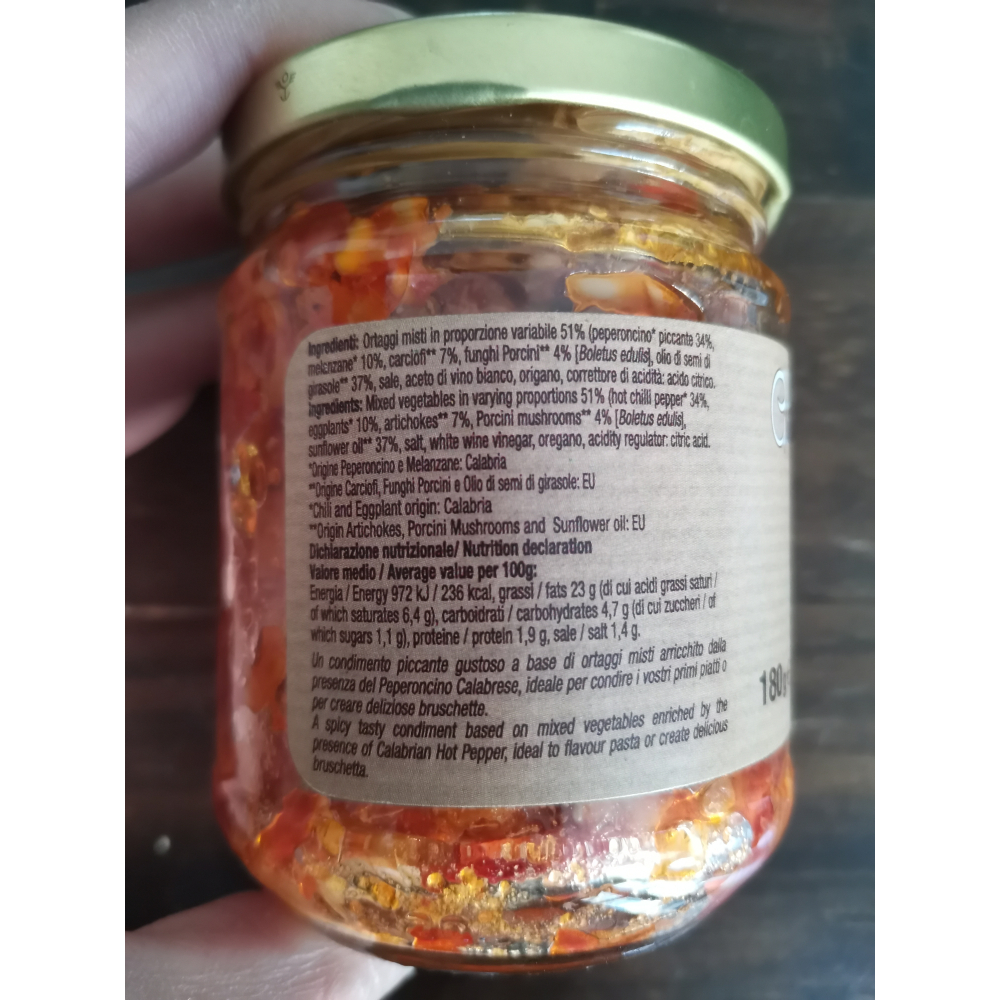 Ingredienti: Ortaggi misti in proporzione variabile 51% (peperoncino* piccante 34%,
melanzane* 10%, carciofi** 7%, funghi Porcini** 4% [Boletus edulis], olio di semi di
girasole** 37%, sale, aceto di vino bianco, origano, correttore di acidità: acido citrico.
Ingredients: Mixed vegetables in varying proportions 51% (hot chilli pepper* 34%,
eggplants* 10%, artichokes** 7%, Porcini mushrooms** 4% [Boletus edulis],
sunflower oil** 37%, salt, white wine vinegar, oregano, acidity regulator: citric acid.
*Origine Peperoncino e Melanzane: Calabria
**Origine Carciofi, Funghi Porcini e Olio di semi di girasole: EU
*Chili and Eggplant origin: Calabria
**Origin Artichokes, Porcini Mushrooms and Sunflower oil: EU
Dichiarazione nutrizionale/ Nutrition declaration
Valore medio / Average value per 100g:
Energia / Energy 972 kJ / 236 kcal, grassi / fats 23 g (di cui acidi grassi saturi /
of which saturates 6,4 g), carboidrati / carbohydrates 4,7 g (di cui zuccheri / of
which sugars 1,1 g), proteine / protein 1,9 g, sale / salt 1,4 g.
Un condimento piccante gustoso a base di ortaggi misti arricchito dalla
presenza del Peperoncino Calabrese, ideale per condire i vostri primi piatti o
per creare deliziose bruschette.
A spicy tasty condiment based on mixed vegetables enriched by the
presence of Calabrian Hot Pepper, ideal to flavour pasta or create delicious
bruschetta.
180g